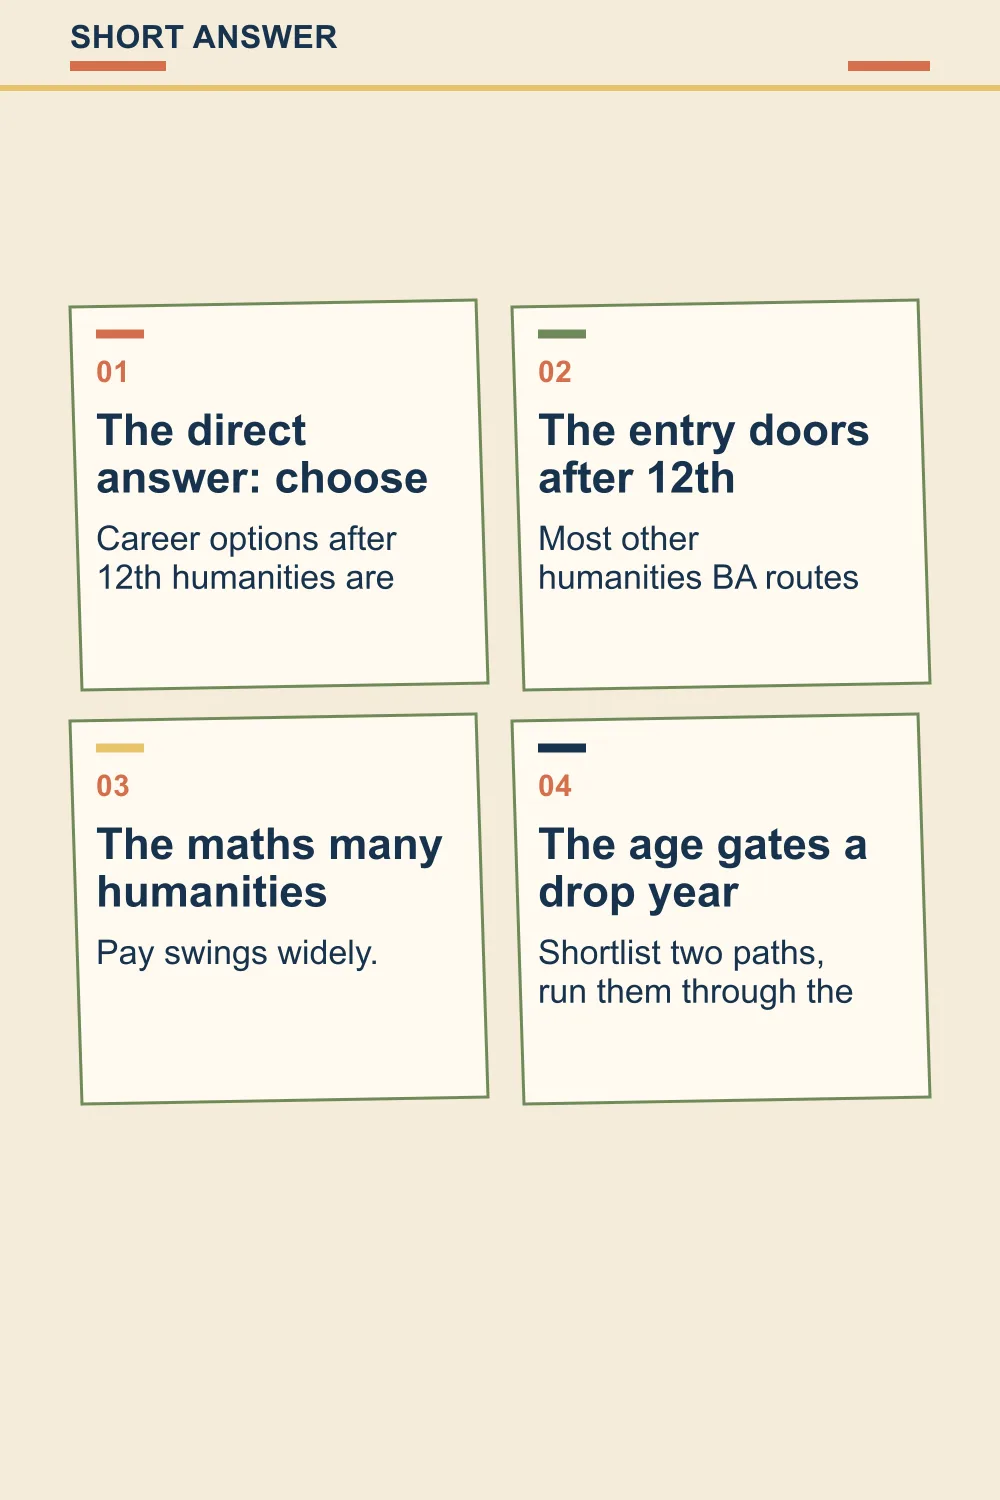 SHORT ANSWER
01
The direct
answer: choose
Career options after
12th humanities are
02
The entry doors
after 12th
Most other
humanities BA routes
03
The maths many
humanities
Pay swings widely.
04
The age gates a
drop year
Shortlist two paths,
run them through the